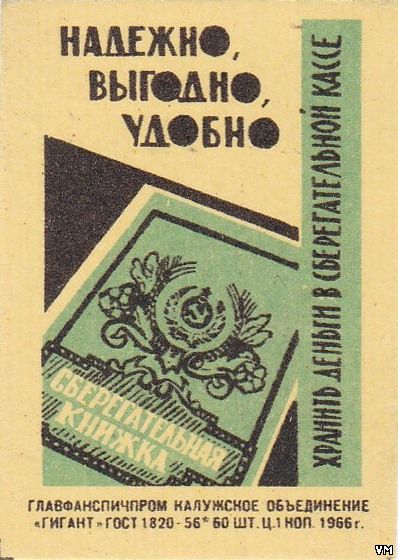 НАДЕЖНО,
ВЫГОДНО,
УДОБНО
ХРАНИТЬ ДЕНЬГИ В СБЕРЕГАТЕЛЬНОЙ КАССЕ
СБЕРЕГАТЕЛЬНАЯ
КНИЖКА
ГЛАВФАНСПИЧПРОМ КАЛУЖСКОЕ ОБЪЕДИНЕНИЕ
«ГИГАНТ» ГОСТ 1820-56* 60 ШТ. Ц.1 КОП. 1966г.
VM